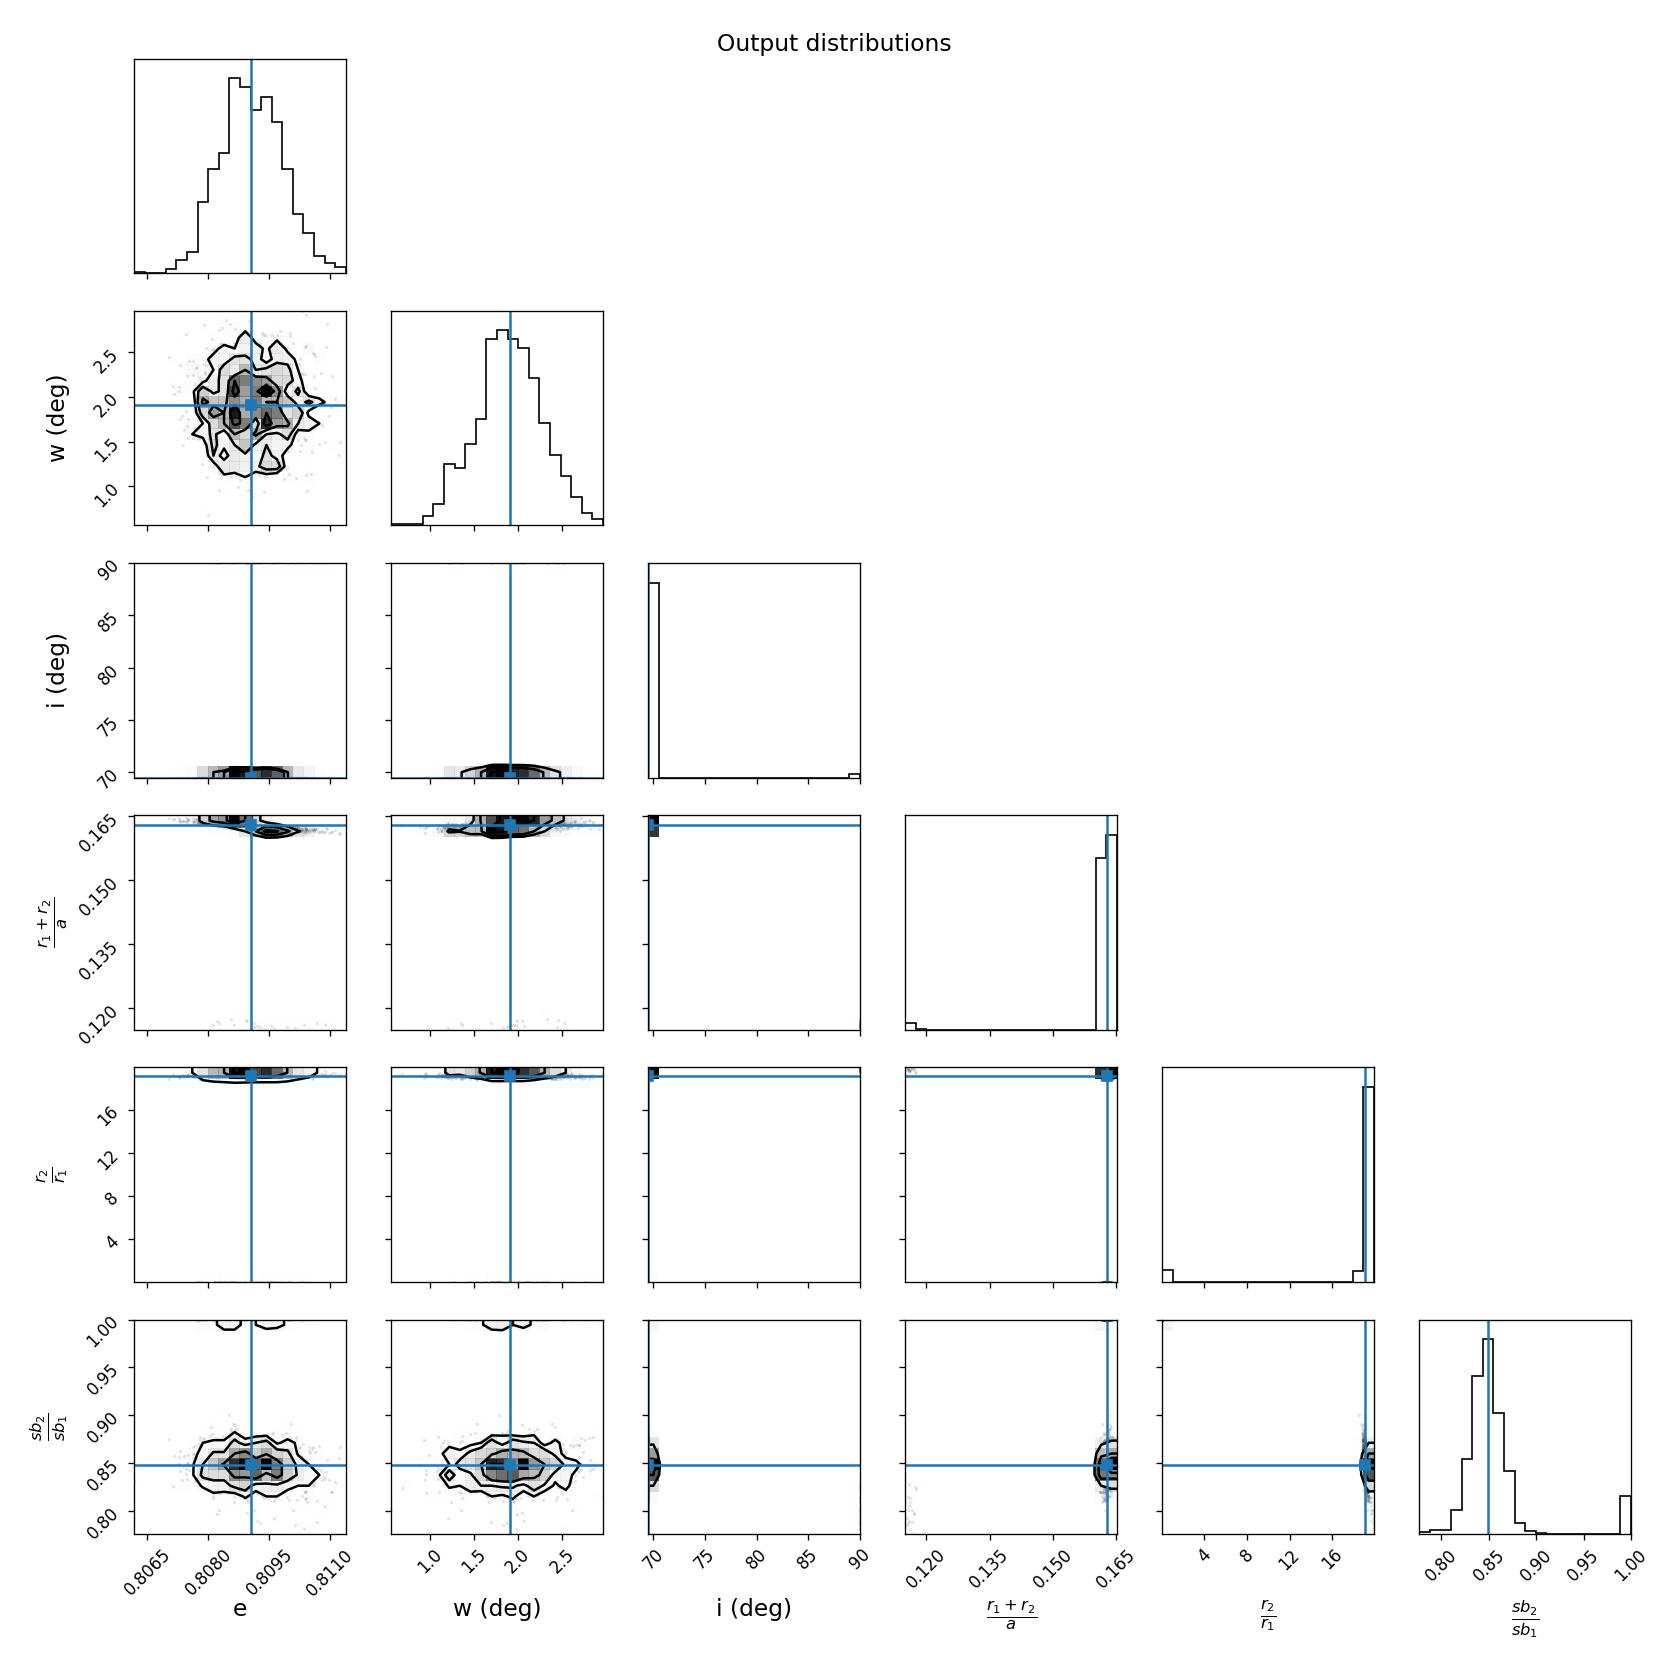 Output distributions
w (deg)
2.5
2.0
1.5
1.0
i (deg)
90
85
80
75
70
r₁ + r₂
a
0.165
0.150
0.135
0.120
r₂
r₁
16
12
8
4
sb₂
sb₁
1.00
0.95
0.90
0.85
0.80
0.8065 0.8080 0.8095 0.8110
1.0 1.5 2.0 2.5
70 75 80 85 90
0.120 0.135 0.150 0.165
4 8 12 16
0.80 0.85 0.90 0.95 1.00
e
w (deg)
i (deg)
r₁ + r₂
a
r₂
r₁
sb₂
sb₁